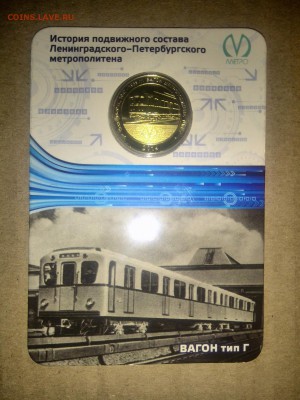 COINS.LAVE.RU
История подвижного состава
Ленинградского–Петербургского
метрополитена
МЕТРО
ВАГОН тип Г